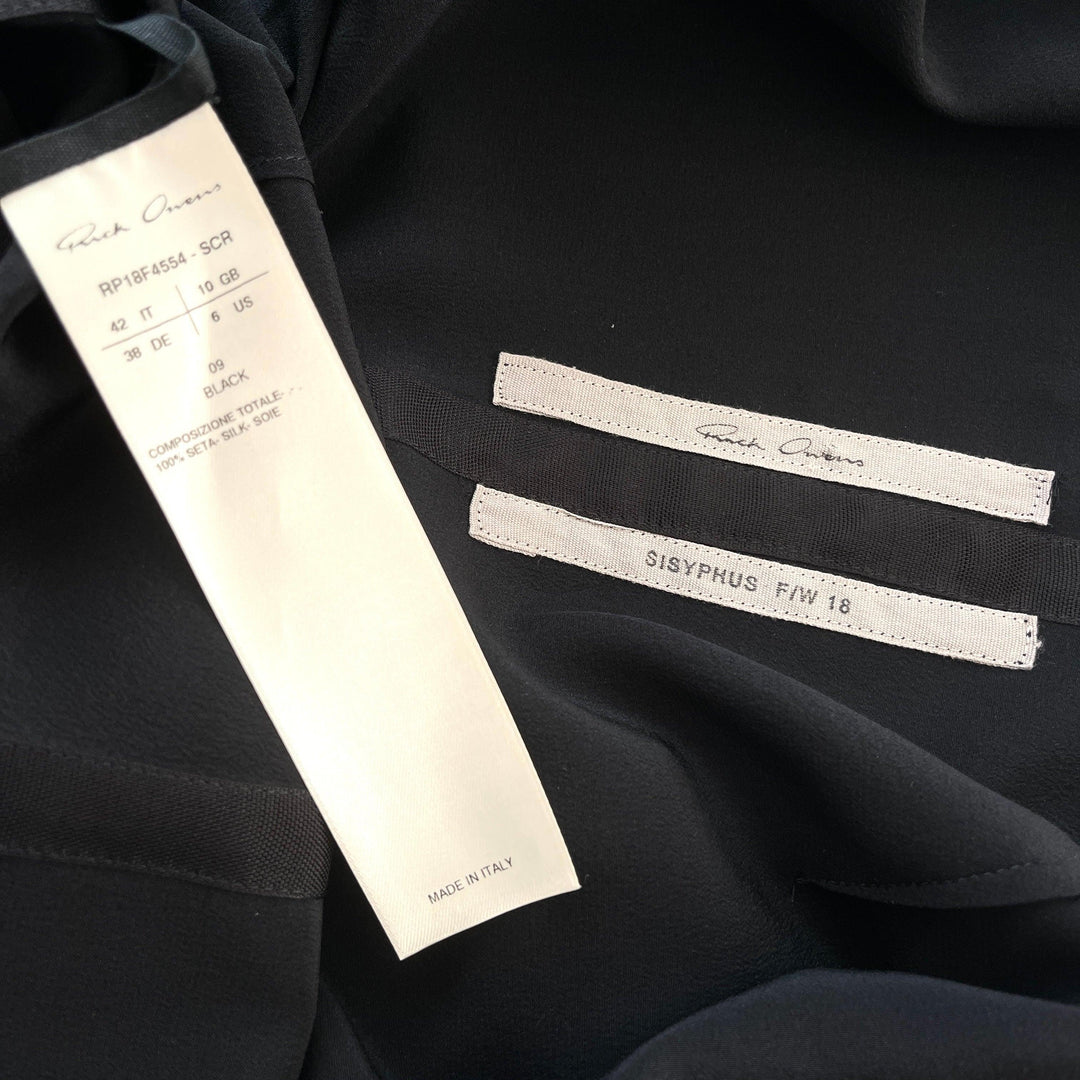 Rick Owens
RP18F4554 - SCR
42 IT 10 GB
38 DE 6 US
09
BLACK
COMPOSIZIONE TOTALE-
100% SETA- SILK- SOIE
MADE IN ITALY
Rick Owens
SISYPHUS F/W 18